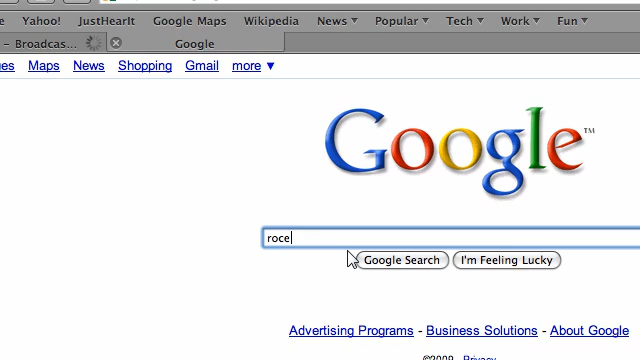 Yahoo! JustHearIt Google Maps Wikipedia News ▼ Popular ▼ Tech ▼ Work ▼ Fun ▼
- Broadcas... Google
es Maps News Shopping Gmail more ▼
Google™
roce
Google Search I'm Feeling Lucky
Advertising Programs - Business Solutions - About Google
©2009 - Privacy